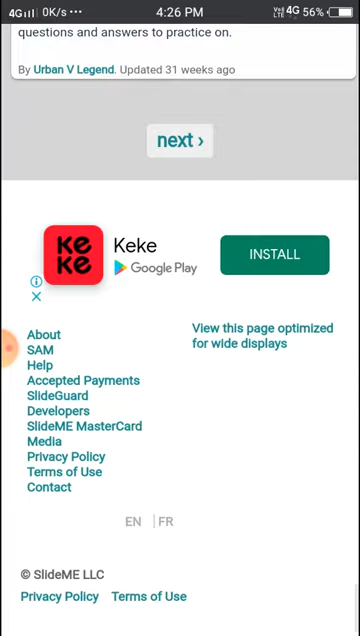 4G 0K/s ••• 4:26 PM VoLTE 4G 56%
questions and answers to practice on.
By Urban V Legend. Updated 31 weeks ago
next ›
KE
KE
Keke
Google Play
INSTALL
About
SAM
Help
Accepted Payments
SlideGuard
Developers
SlideME MasterCard
Media
Privacy Policy
Terms of Use
Contact
View this page optimized
for wide displays
EN | FR
© SlideME LLC
Privacy Policy Terms of Use